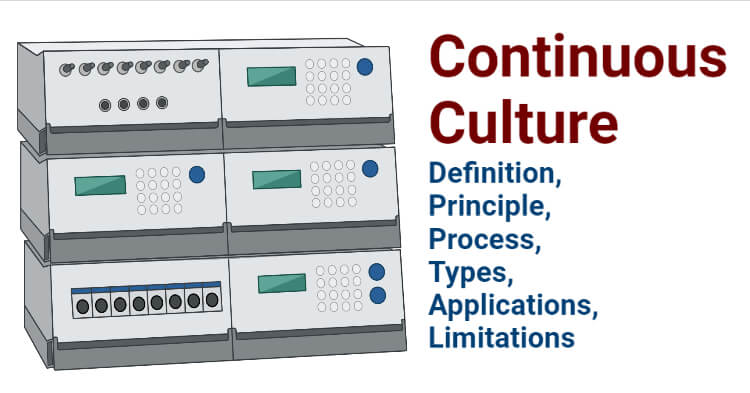 Continuous
Culture
Definition,
Principle,
Process,
Types,
Applications,
Limitations